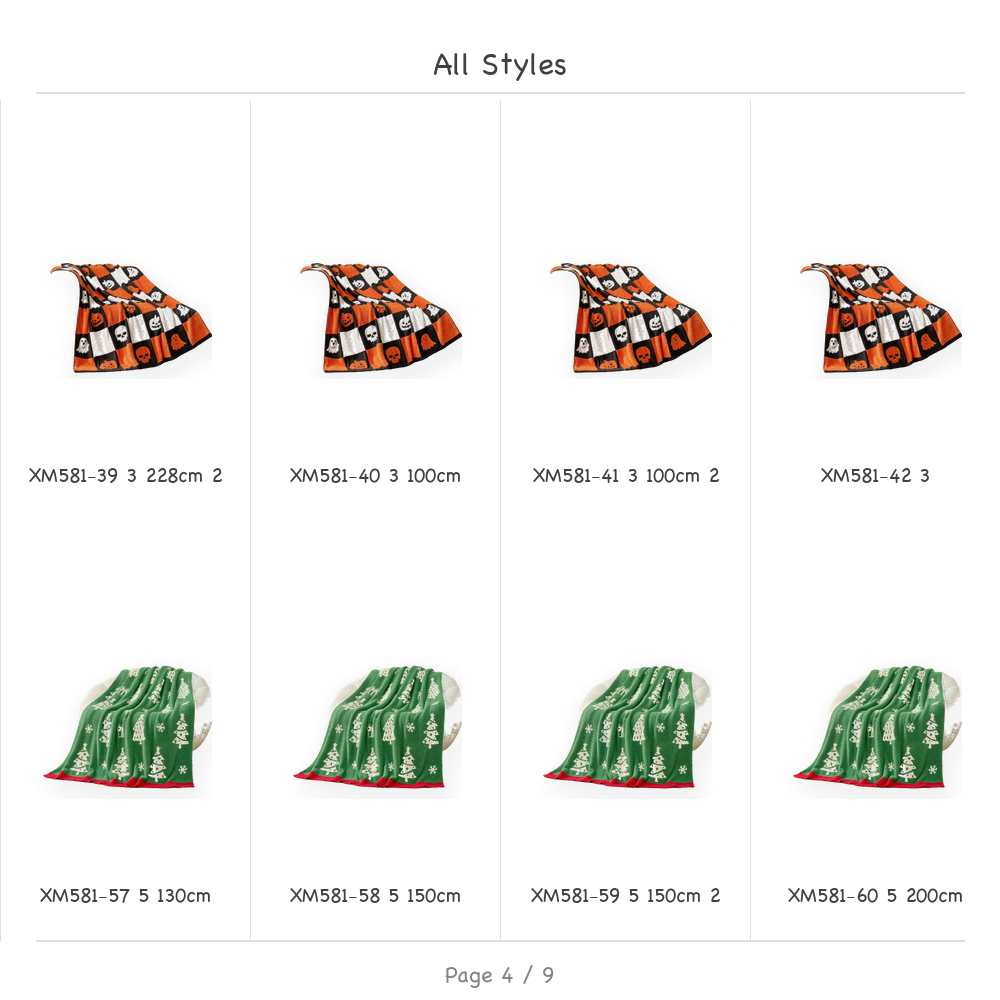 All Styles
XM581-39 3 228cm 2
XM581-40 3 100cm
XM581-41 3 100cm 2
XM581-42 3
XM581-57 5 130cm
XM581-58 5 150cm
XM581-59 5 150cm 2
XM581-60 5 200cm
Page 4 / 9